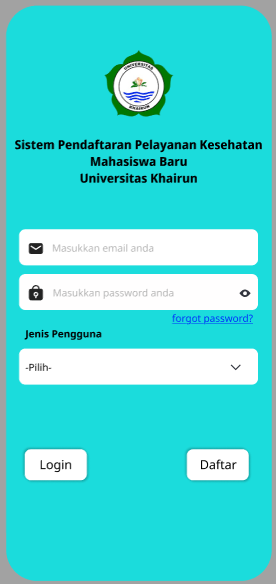 UNIVERSITAS
KHAIRUN
Sistem Pendaftaran Pelayanan Kesehatan
Mahasiswa Baru
Universitas Khairun
Masukkan email anda
Masukkan password anda
forgot password?
Jenis Pengguna
-Pilih-
Login Daftar